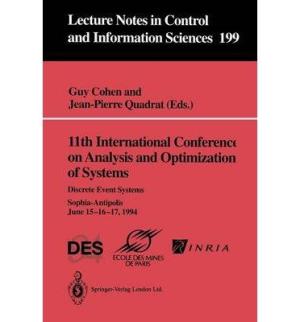 Lecture Notes in Control
and Information Sciences 199
Guy Cohen and
Jean-Pierre Quadrat (Eds.)
11th International Conference
on Analysis and Optimization
of Systems
Discrete Event Systems
Sophia-Antipolis
June 15-16-17, 1994
DES
94
ECOLE DES MINES
DE PARIS
INRIA
Springer-Verlag London Ltd.